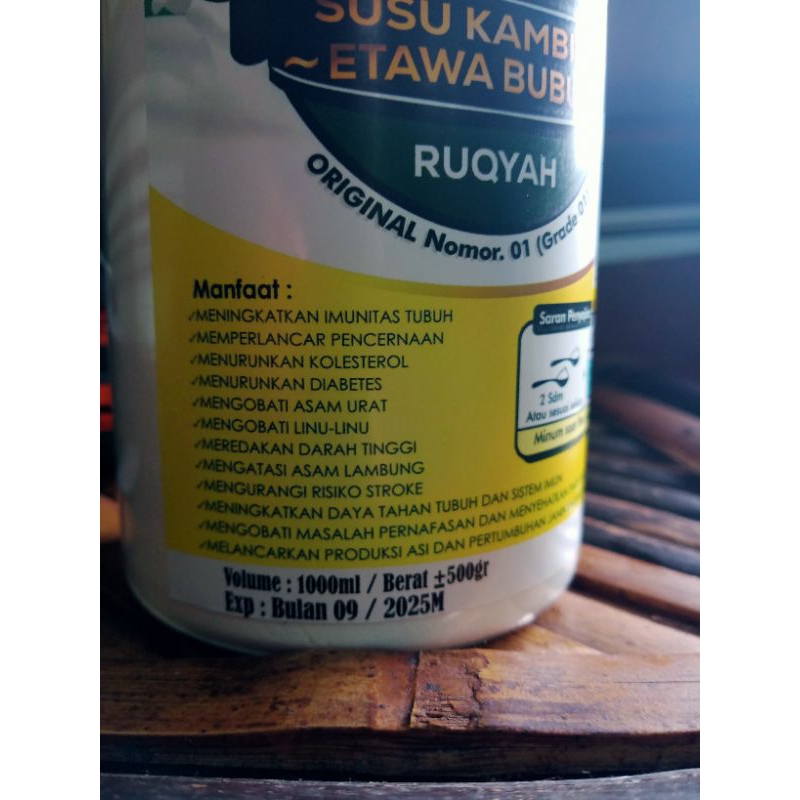 SUSU
~ ETAWA
RUQYAH
ORIGINAL Nomor. 01 (Grade 01)
Manfaat :
✓MENINGKATKAN IMUNITAS TUBUH
✓MEMPERLANCAR PENCERNAAN
✓MENURUNKAN KOLESTEROL
✓MENURUNKAN DIABETES
✓MENGOBATI ASAM URAT
✓MENGOBATI LINU-LINU
✓MEREDAKAN DARAH TINGGI
✓MENGATASI ASAM LAMBUNG
✓MENGURANGI RISIKO STROKE
✓MENINGKATKAN DAYA TAHAN TUBUH DAN SISTEM IMUN
✓MENGOBATI MASALAH PERNAFASAN DAN MENYEHATKAN
✓MELANCARKAN PRODUKSI ASI DAN PERTUMBUHAN
Saran
2 Sdm
Atau sesuai
Minum
Volume : 1000ml / Berat ±500gr
Exp : Bulan 09 / 2025M